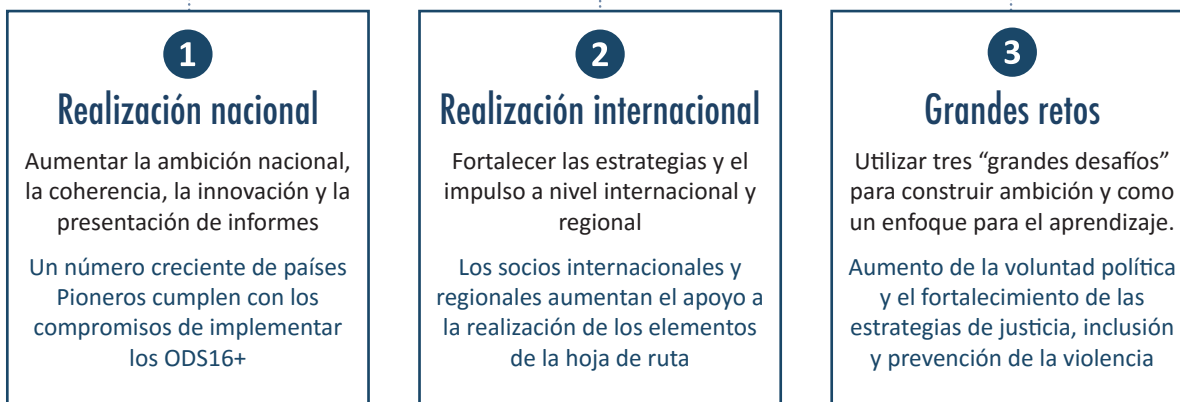 1
Realización nacional
Aumentar la ambición nacional,
la coherencia, la innovación y la
presentación de informes
Un número creciente de países
Pioneros cumplen con los
compromisos de implementar
los ODS16+
2
Realización internacional
Fortalecer las estrategias y el
impulso a nivel internacional y
regional
Los socios internacionales y
regionales aumentan el apoyo a
la realización de los elementos
de la hoja de ruta
3
Grandes retos
Utilizar tres “grandes desafíos”
para construir ambición y como
un enfoque para el aprendizaje.
Aumento de la voluntad política
y el fortalecimiento de las
estrategias de justicia, inclusión
y prevención de la violencia